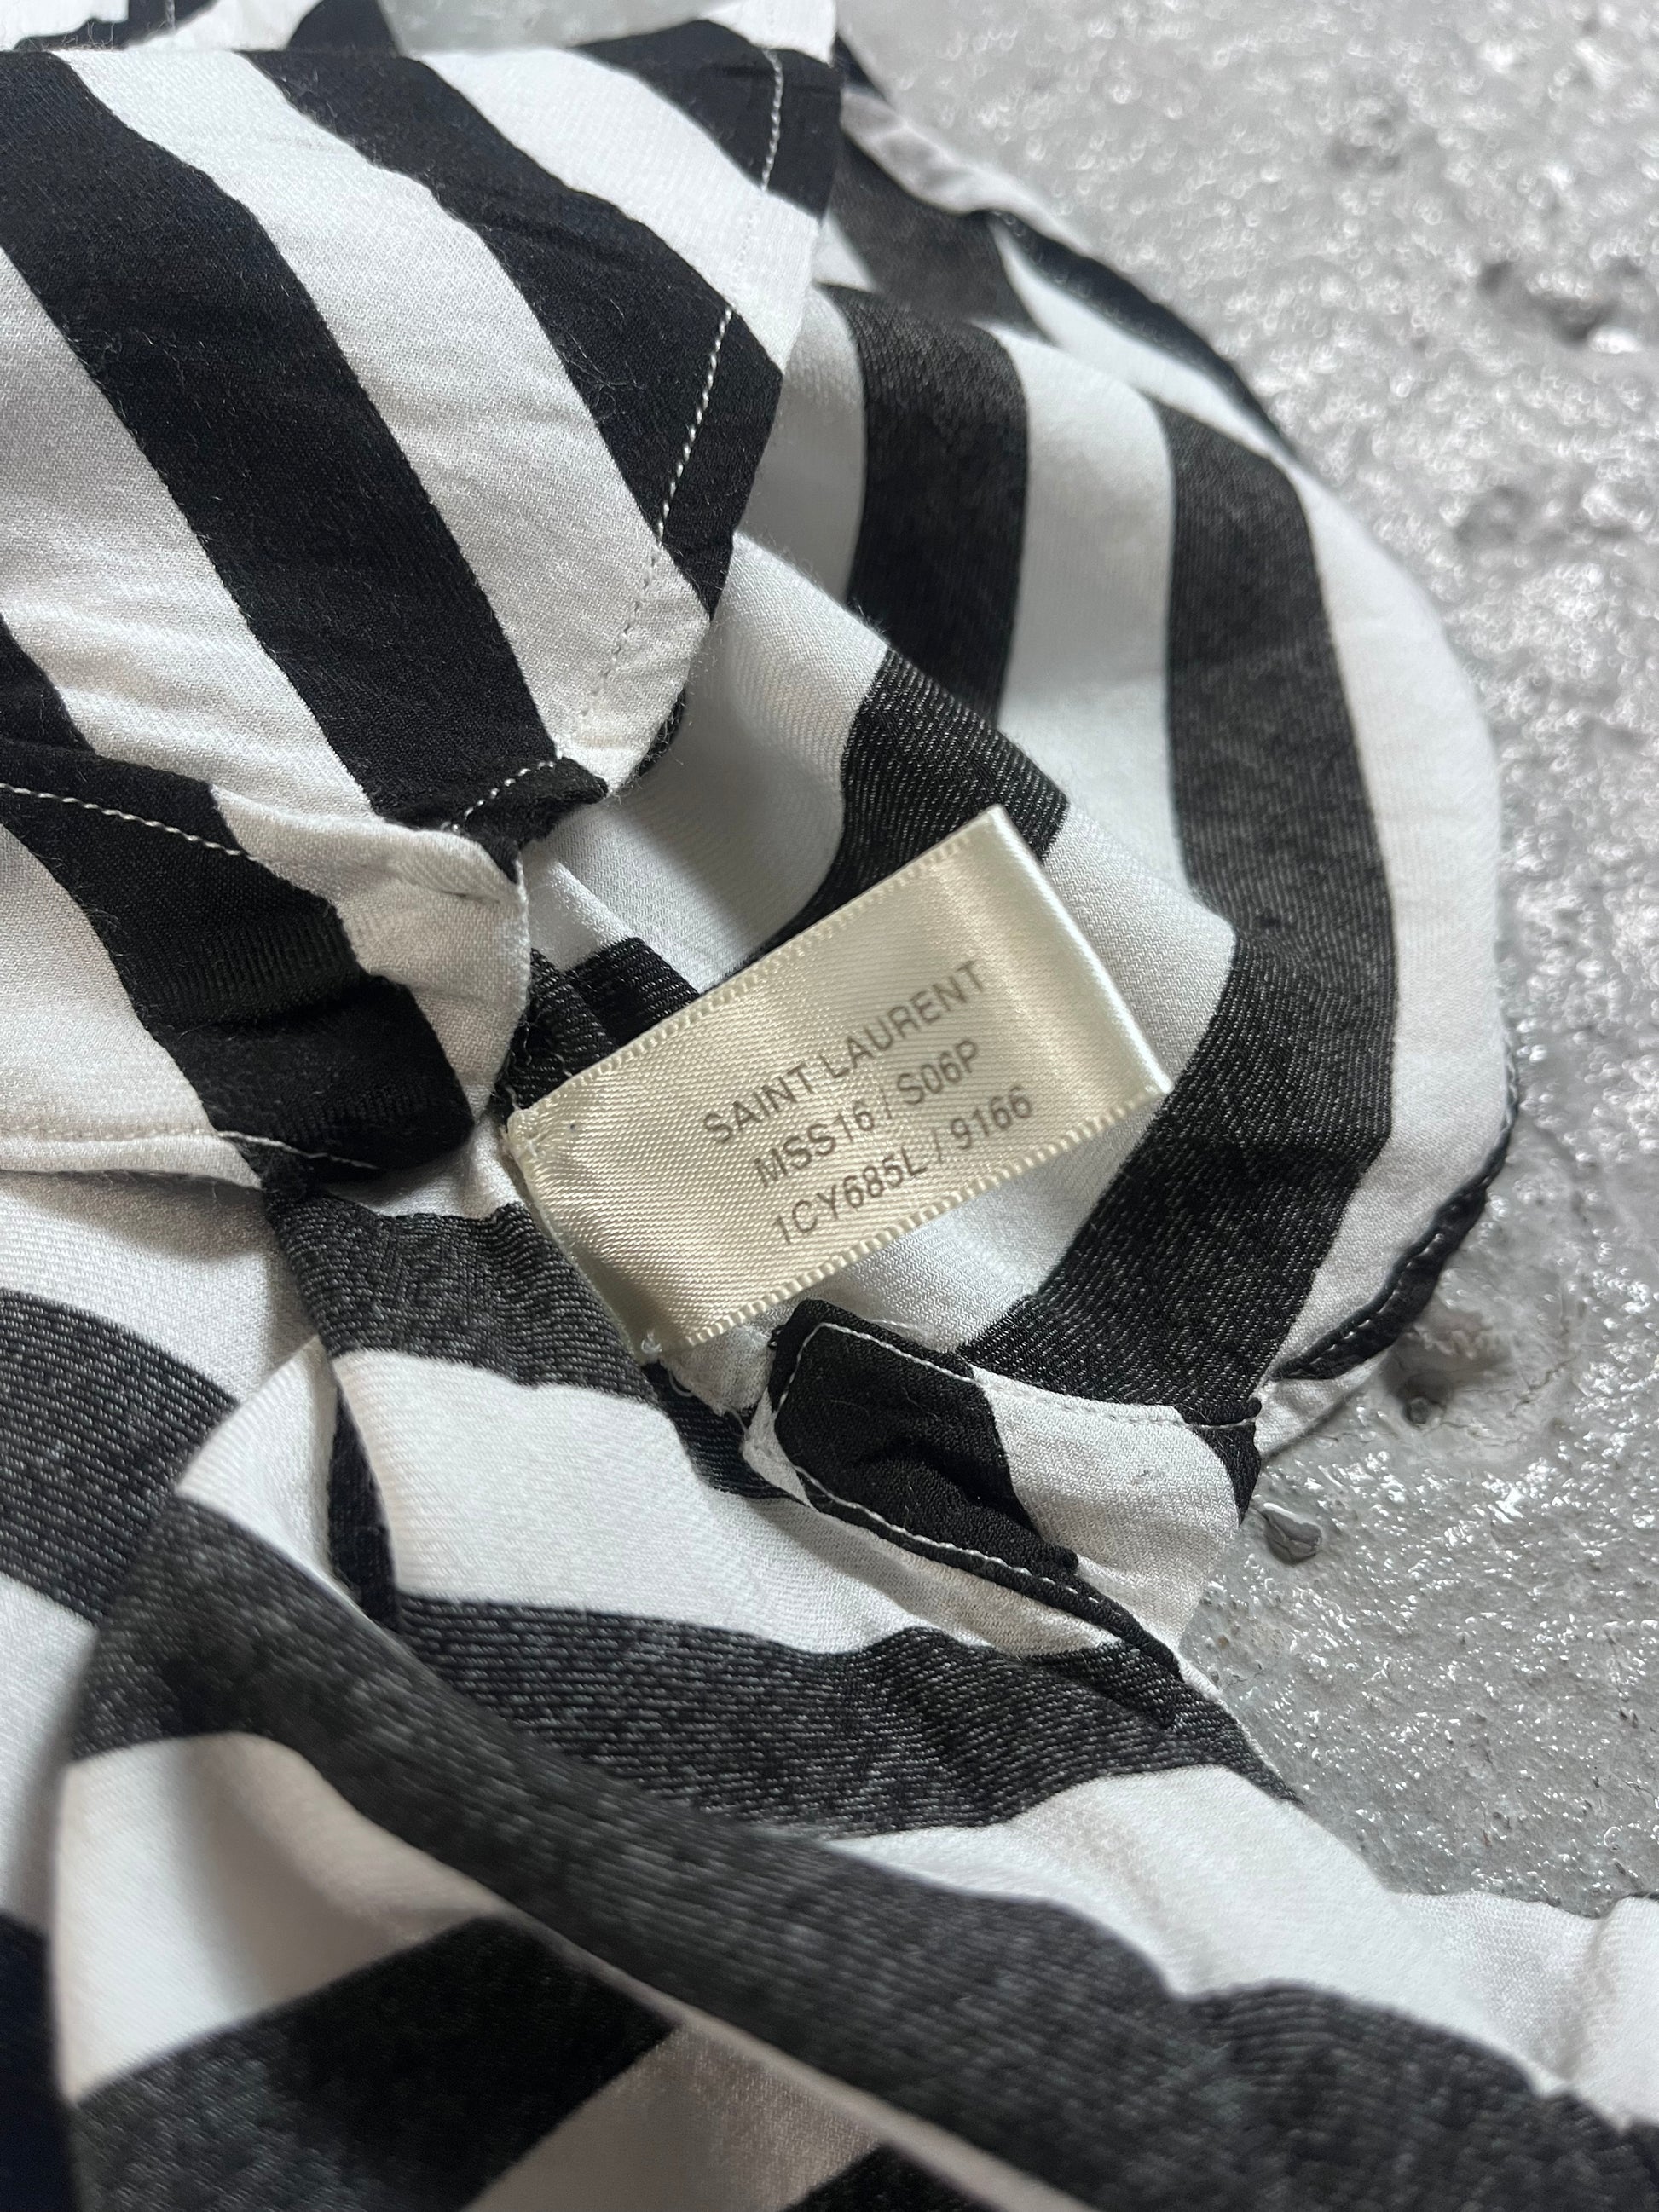 SAINT LAURENT
MSS16 / S06P
1CY685L / 9166